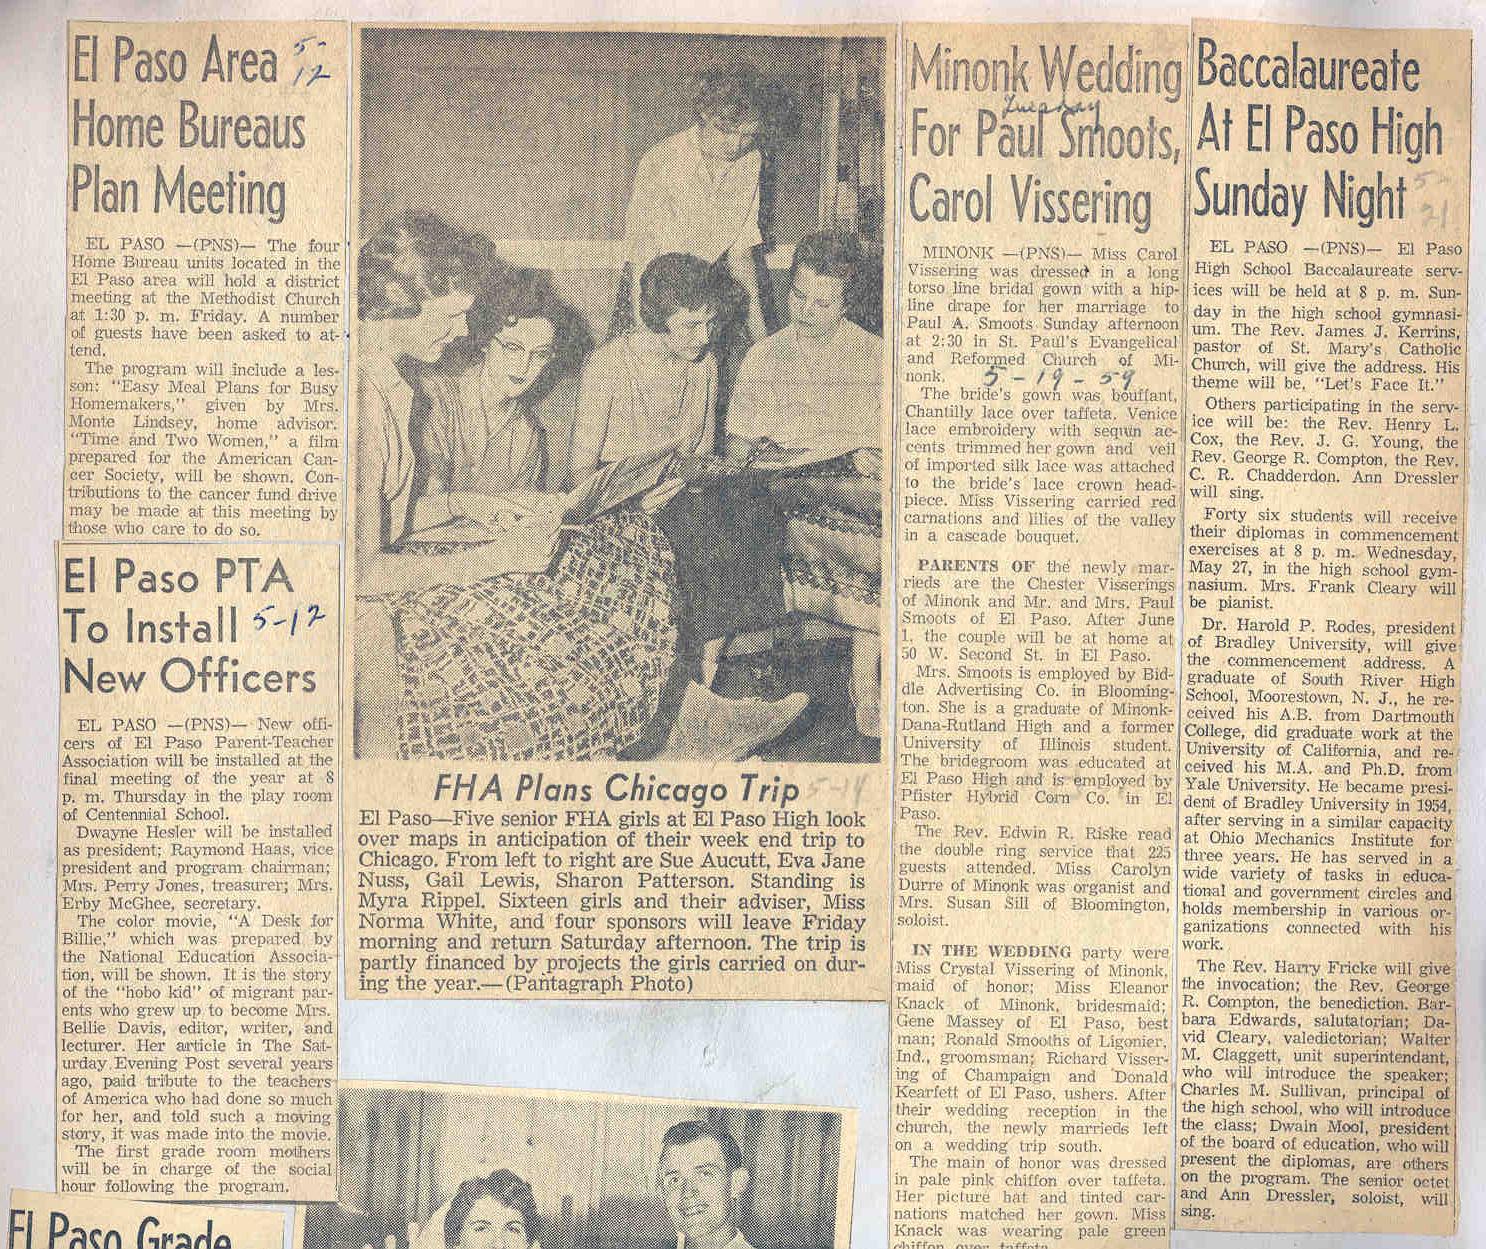 El Paso Area
5-
12
Home Bureaus
Plan Meeting
EL PASO —(PNS)— The four
Home Bureau units located in the
El Paso area will hold a district
meeting at the Methodist Church
at 1:30 p. m. Friday. A number
of guests have been asked to at-
tend.
The program will include a les-
son: "Easy Meal Plans for Busy
Homemakers," given by Mrs.
Monte Lindsey, home advisor.
"Time and Two Women," a film
prepared for the American Can-
cer Society, will be shown. Con-
tributions to the cancer fund drive
may be made at this meeting by
those who care to do so.
El Paso PTA
To Install 5-12
New Officers
EL PASO —(PNS)— New offi-
cers of El Paso Parent-Teacher
Association will be installed at the
final meeting of the year at 8
p. m. Thursday in the play room
of Centennial School.
Dwayne Hesler will be installed
as president; Raymond Haas, vice
president and program chairman;
Mrs. Perry Jones, treasurer; Mrs.
Erby McGhee, secretary.
The color movie, "A Desk for
Billie," which was prepared by
the National Education Associa-
tion, will be shown. It is the story
of the "hobo kid" of migrant par-
ents who grew up to become Mrs.
Bellie Davis, editor, writer, and
lecturer. Her article in The Sat-
urday Evening Post several years
ago, paid tribute to the teachers
of America who had done so much
for her, and told such a moving
story, it was made into the movie.
The first grade room mothers
will be in charge of the social
hour following the program.
El Paso Grade
FHA Plans Chicago Trip 5-14
El Paso—Five senior FHA girls at El Paso High look
over maps in anticipation of their week end trip to
Chicago. From left to right are Sue Aucutt, Eva Jane
Nuss, Gail Lewis, Sharon Patterson. Standing is
Myra Rippel. Sixteen girls and their adviser, Miss
Norma White, and four sponsors will leave Friday
morning and return Saturday afternoon. The trip is
partly financed by projects the girls carried on dur-
ing the year.—(Pantagraph Photo)
Minonk Wedding
Tuesday
For Paul Smoots,
Carol Vissering
MINONK —(PNS)— Miss Carol
Vissering was dressed in a long
torso line bridal gown with a hip-
line drape for her marriage to
Paul A. Smoots Sunday afternoon
at 2:30 in St. Paul's Evangelical
and Reformed Church of Mi-
nonk. 5-19-59
The bride's gown was bouffant,
Chantilly lace over taffeta. Venice
lace embroidery with sequin ac-
cents trimmed her gown and veil
of imported silk lace was attached
to the bride's lace crown head-
piece. Miss Vissering carried red
carnations and lilies of the valley
in a cascade bouquet.
PARENTS OF the newly mar-
rieds are the Chester Visserings
of Minonk and Mr. and Mrs. Paul
Smoots of El Paso. After June
1, the couple will be at home at
50 W. Second St. in El Paso.
Mrs. Smoots is employed by Bid-
dle Advertising Co. in Blooming-
ton. She is a graduate of Minonk-
Dana-Rutland High and a former
University of Illinois student.
The bridegroom was educated at
El Paso High and is employed by
Pfister Hybrid Corn Co. in El
Paso.
The Rev. Edwin R. Riske read
the double ring service that 225
guests attended. Miss Carolyn
Durre of Minonk was organist and
Mrs. Susan Sill of Bloomington,
soloist.
IN THE WEDDING party were
Miss Crystal Vissering of Minonk,
maid of honor; Miss Eleanor
Knack of Minonk, bridesmaid;
Gene Massey of El Paso, best
man; Ronald Smooths of Ligonier,
Ind., groomsman; Richard Visser-
ing of Champaign and Donald
Kearfett of El Paso, ushers. After
their wedding reception in the
church, the newly marrieds left
on a wedding trip south.
The main of honor was dressed
in pale pink chiffon over taffeta.
Her picture hat and tinted car-
nations matched her gown. Miss
Knack was wearing pale green
chiffon over taffeta.
Baccalaureate
At El Paso High
Sunday Night 5-
21
EL PASO —(PNS)— El Paso
High School Baccalaureate serv-
ices will be held at 8 p. m. Sun-
day in the high school gymnasi-
um. The Rev. James J. Kerrins,
pastor of St. Mary's Catholic
Church, will give the address. His
theme will be, "Let's Face It."
Others participating in the serv-
ice will be: the Rev. Henry L.
Cox, the Rev. J. G. Young, the
Rev. George R. Compton, the Rev.
C. R. Chadderdon. Ann Dressler
will sing.
Forty six students will receive
their diplomas in commencement
exercises at 8 p. m. Wednesday,
May 27, in the high school gym-
nasium. Mrs. Frank Cleary will
be pianist.
Dr. Harold P. Rodes, president
of Bradley University, will give
the commencement address. A
graduate of South River High
School, Moorestown, N. J., he re-
ceived his A.B. from Dartmouth
College, did graduate work at the
University of California, and re-
ceived his M.A. and Ph.D. from
Yale University. He became presi-
dent of Bradley University in 1954,
after serving in a similar capacity
at Ohio Mechanics Institute for
three years. He has served in a
wide variety of tasks in educa-
tional and government circles and
holds membership in various or-
ganizations connected with his
work.
The Rev. Harry Fricke will give
the invocation; the Rev. George
R. Compton, the benediction. Bar-
bara Edwards, salutatorian; Da-
vid Cleary, valedictorian; Walter
M. Claggett, unit superintendant,
who will introduce the speaker;
Charles M. Sullivan, principal of
the high school, who will introduce
the class; Dwain Mool, president
of the board of education, who will
present the diplomas, are others
on the program. The senior octet
and Ann Dressler, soloist, will
sing.